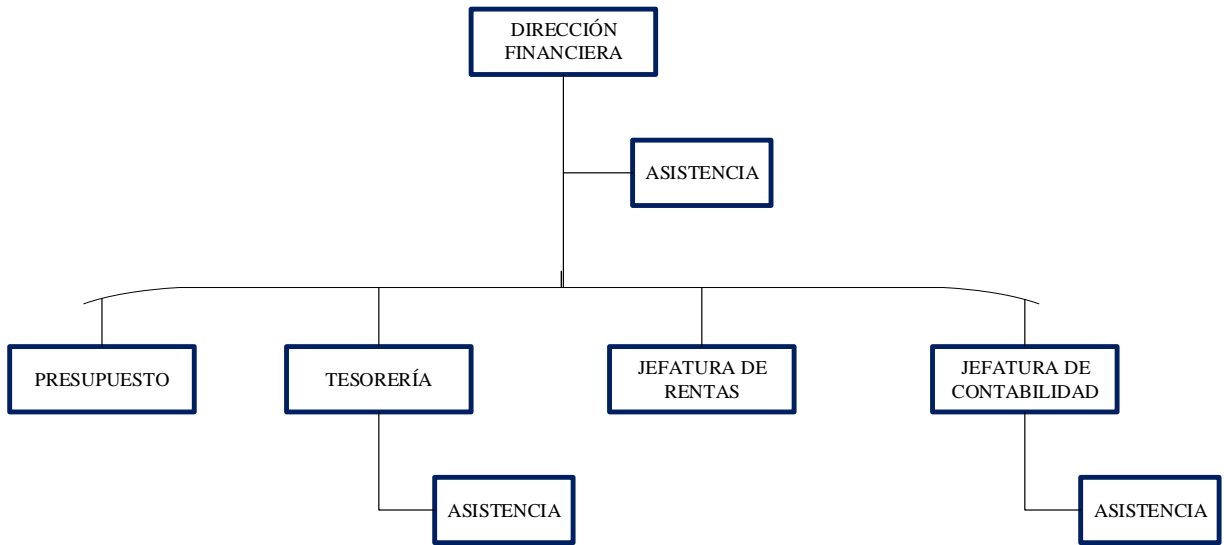 DIRECCIÓN
FINANCIERA
ASISTENCIA
PRESUPUESTO
TESORERÍA
JEFATURA DE
RENTAS
JEFATURA DE
CONTABILIDAD
ASISTENCIA
ASISTENCIA